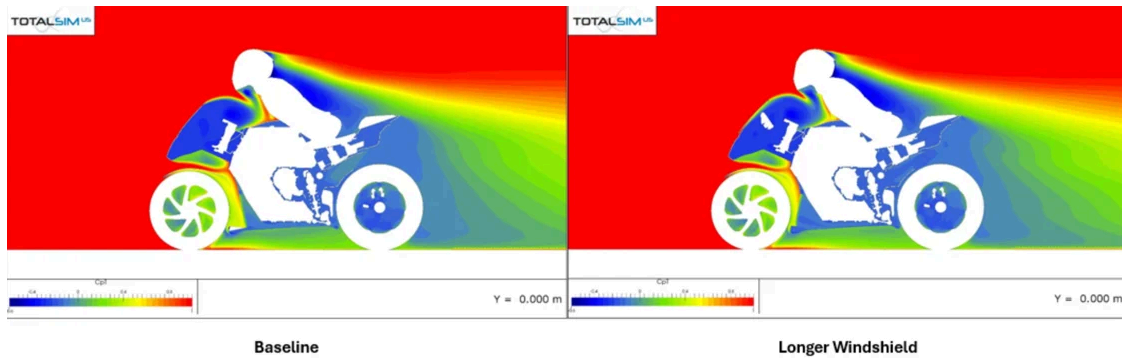 TOTALSIM US
TOTALSIM US
CpT
Y = 0.000 m
CpT
Y = 0.000 m
Baseline
Longer Windshield